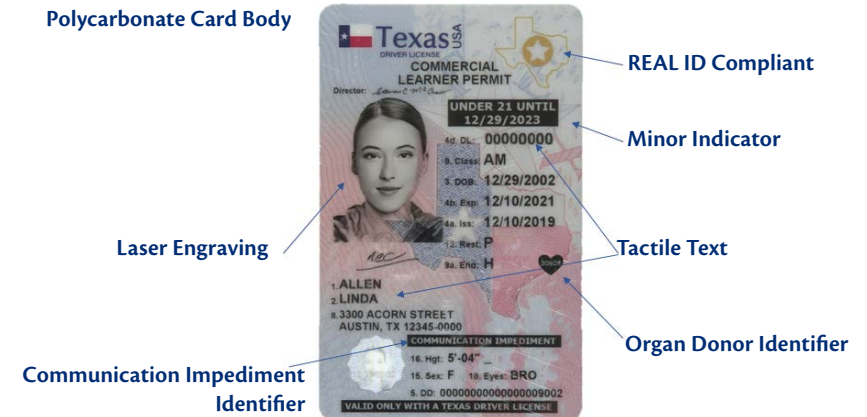 Polycarbonate Card Body
Texas USA
DRIVER LICENSE
COMMERCIAL
LEARNER PERMIT
Director:
REAL ID Compliant
UNDER 21 UNTIL
12/29/2023
Minor Indicator
4d. DL: 00000000
9. Class: AM
3. DOB: 12/29/2002
4b. Exp: 12/10/2021
4a. Iss: 12/10/2019
12. Rest: P
9a. End: H
Laser Engraving
Tactile Text
ABC
DONOR
1. ALLEN
2. LINDA
8. 3300 ACORN STREET
AUSTIN, TX 12345-0000
Organ Donor Identifier
COMMUNICATION IMPEDIMENT
16. Hgt: 5'-04"
15. Sex: F 18. Eyes: BRO
5. DD: 00000000000000009002
VALID ONLY WITH A TEXAS DRIVER LICENSE
Communication Impediment
Identifier